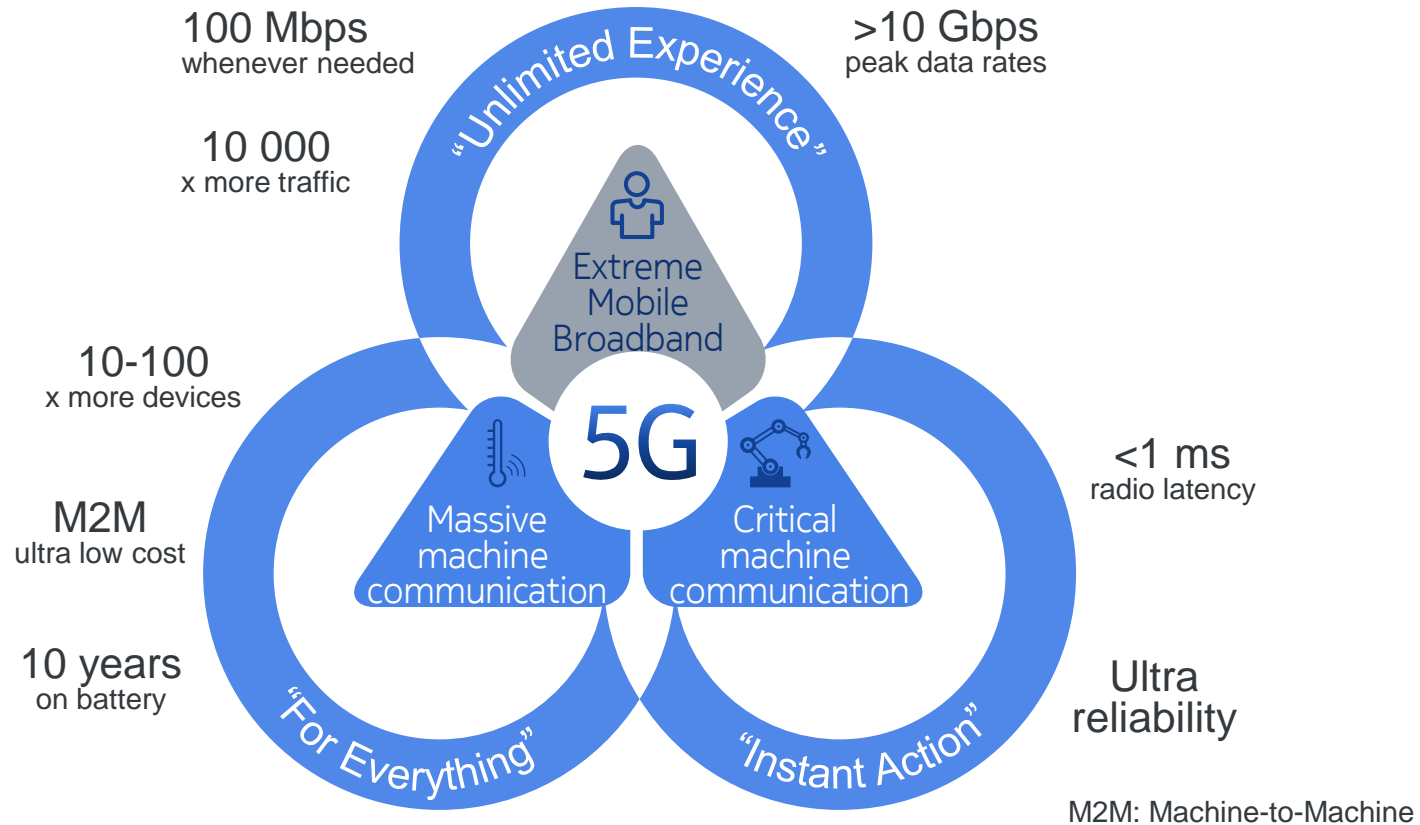 100 Mbps
whenever needed
>10 Gbps
peak data rates
“Unlimited Experience”
10 000
x more traffic
Extreme
Mobile
Broadband
10-100
x more devices
5G
<1 ms
radio latency
M2M
ultra low cost
Massive
machine
communication
Critical
machine
communication
10 years
on battery
Ultra
reliability
“For Everything”
“Instant Action”
M2M: Machine-to-Machine